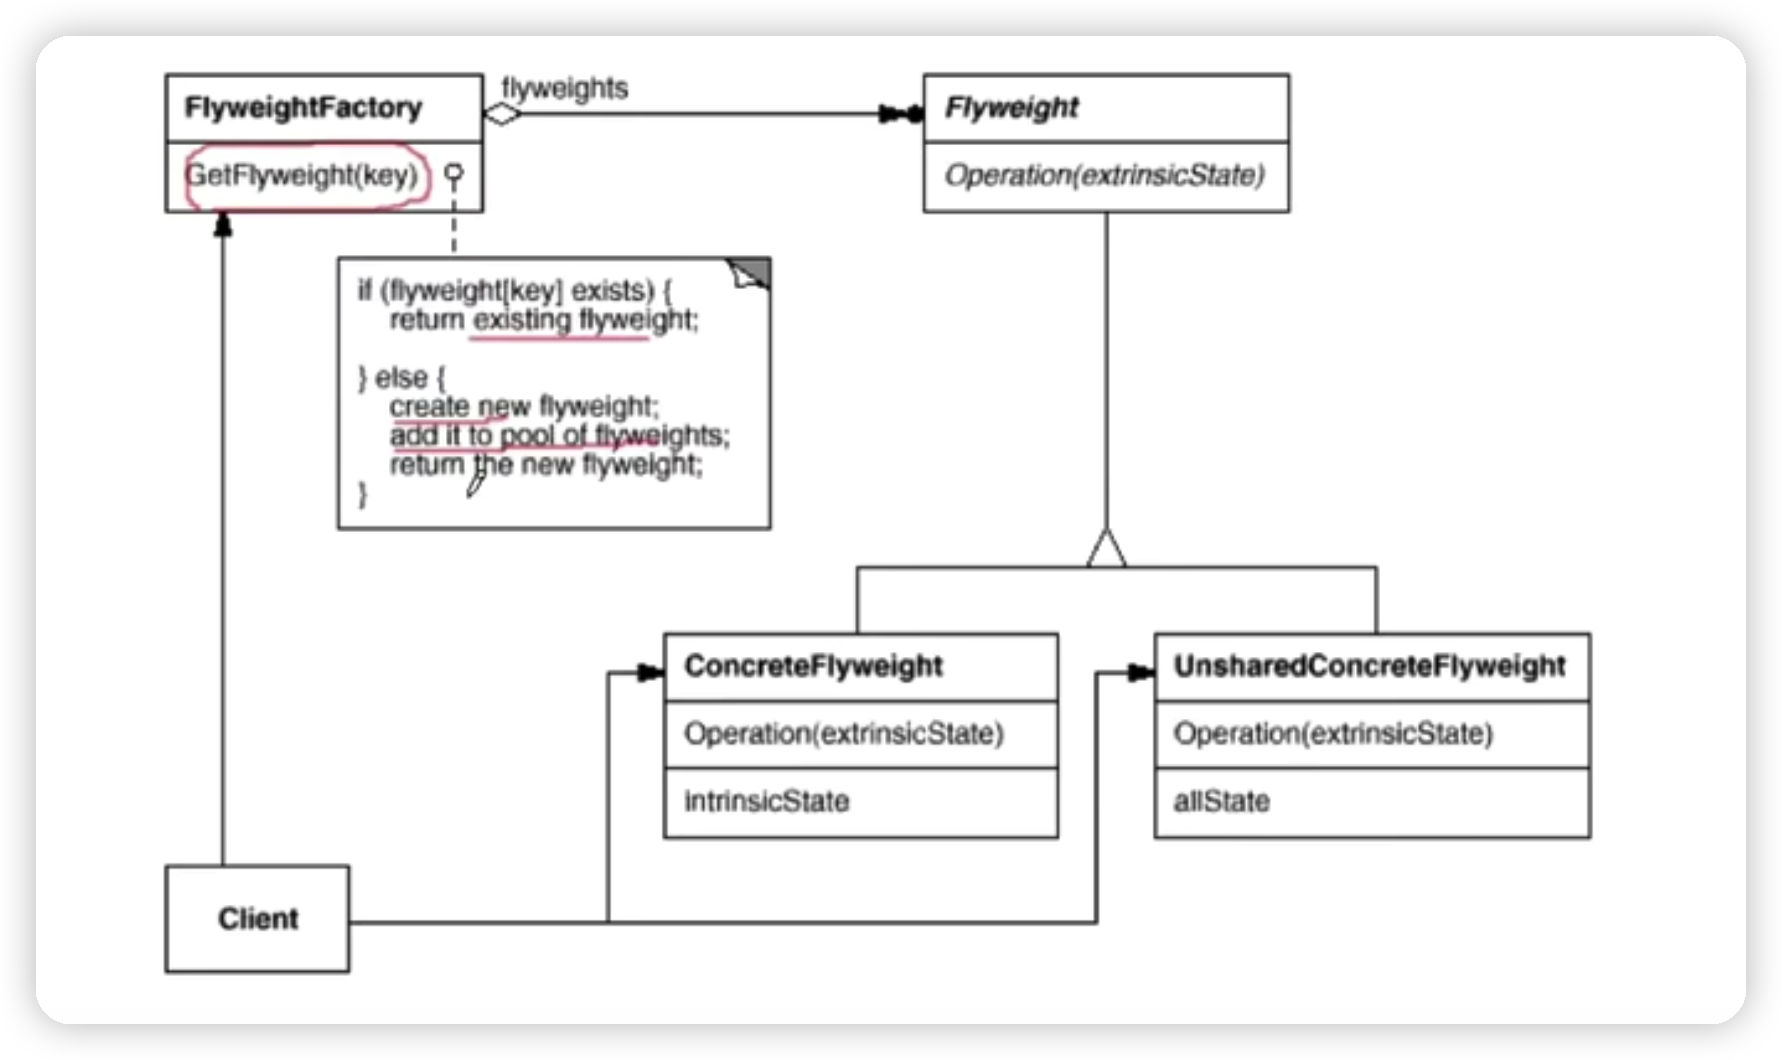 FlyweightFactory
GetFlyweight(key)
flyweights
Flyweight
Operation(extrinsicState)
if (flyweight[key] exists) {
return existing flyweight;
} else {
create new flyweight;
add it to pool of flyweights;
return the new flyweight;
}
ConcreteFlyweight
Operation(extrinsicState)
intrinsicState
UnsharedConcreteFlyweight
Operation(extrinsicState)
allState
Client